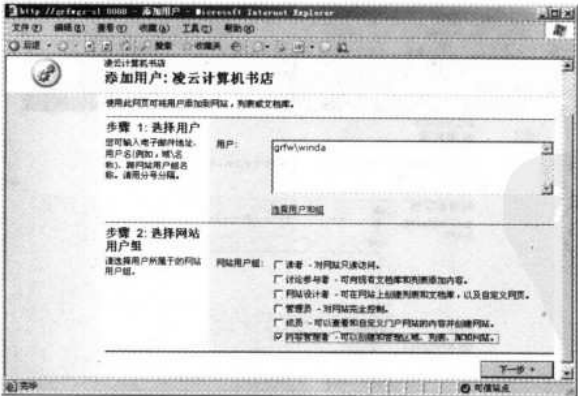 添加用户 - Microsoft Internet Explorer
文件(F) 编辑(E) 查看(V) 收藏(A) 工具(T) 帮助(H)
后退 搜索 收藏夹
凌云计算机书店
添加用户: 凌云计算机书店
使用此网页可将用户添加到网站，列表或文档库。
步骤 1: 选择用户
您可输入电子邮件地址、
用户名(例如，域\名
称)、跨网站用户组名
称。请用分号分隔。
用户:
grfw\winda
选择用户和组
步骤 2: 选择网站
用户组
请选择用户所属于的网站
用户组。
网站用户组:
读者 - 对网站只读访问。
讨论参与者 - 可向现有文档库和列表添加内容。
网站设计者 - 可在网站上创建列表和文档库，以及自定义网页。
管理员 - 对网站完全控制。
成员 - 可以查看和自定义门户网站的内容并创建网站。
内容管理者 - 可以创建和管理区域、列表、库和网站。
下一步
完毕
可信站点